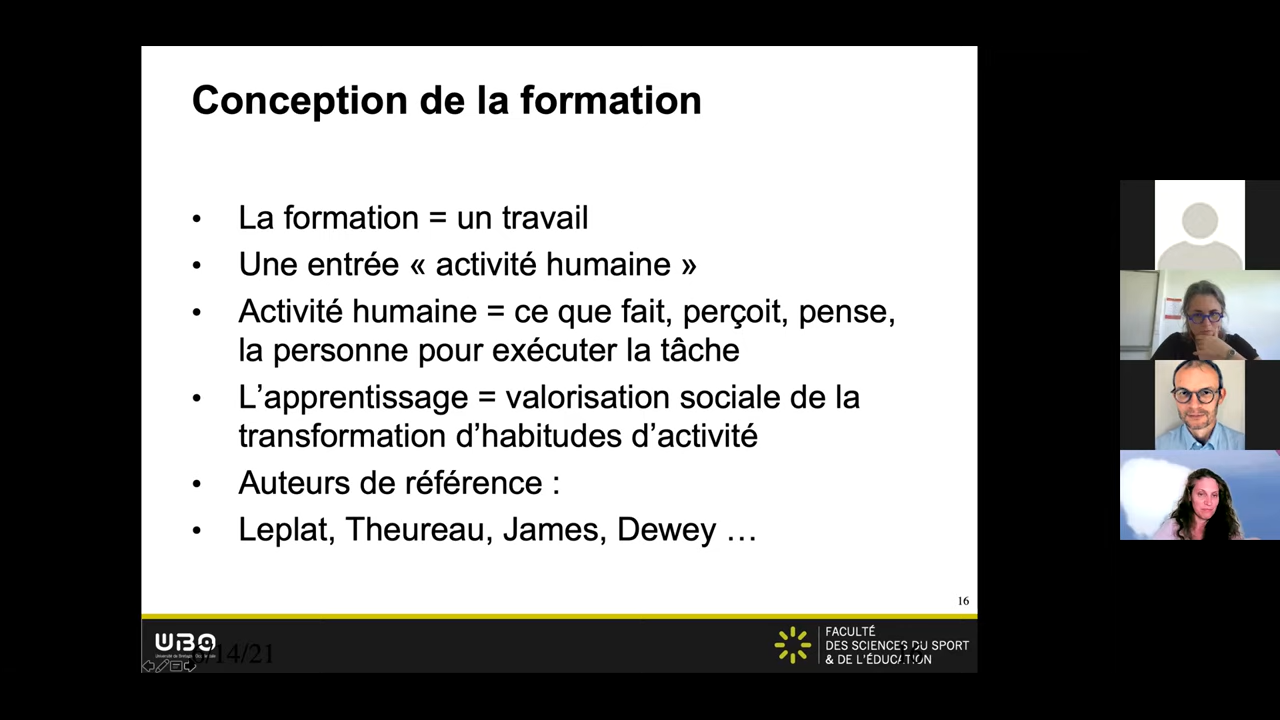 Conception de la formation
• La formation = un travail
• Une entrée « activité humaine »
• Activité humaine = ce que fait, perçoit, pense,
la personne pour exécuter la tâche
• L’apprentissage = valorisation sociale de la
transformation d’habitudes d’activité
• Auteurs de référence :
• Leplat, Theureau, James, Dewey …
16
UBO
/14/21
FACULTÉ
DES SCIENCES DU SPORT
& DE L’ÉDUCATION